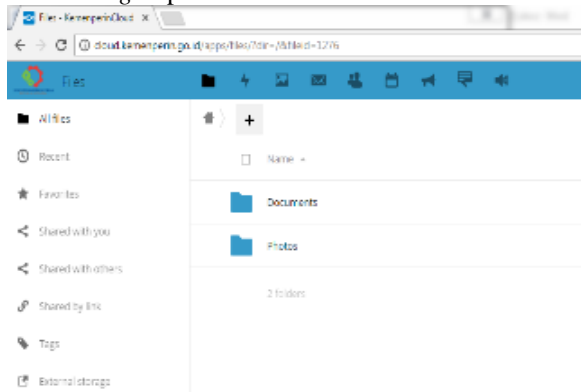 Files - KemenperinCloud
cloud.kemenperin.go.id/apps/files/?dir=/&fileid=1276
Files
All files
Recent
Favorites
Shared with you
Shared with others
Shared by link
Tags
External storage
+
Name
Documents
Photos
2 folders